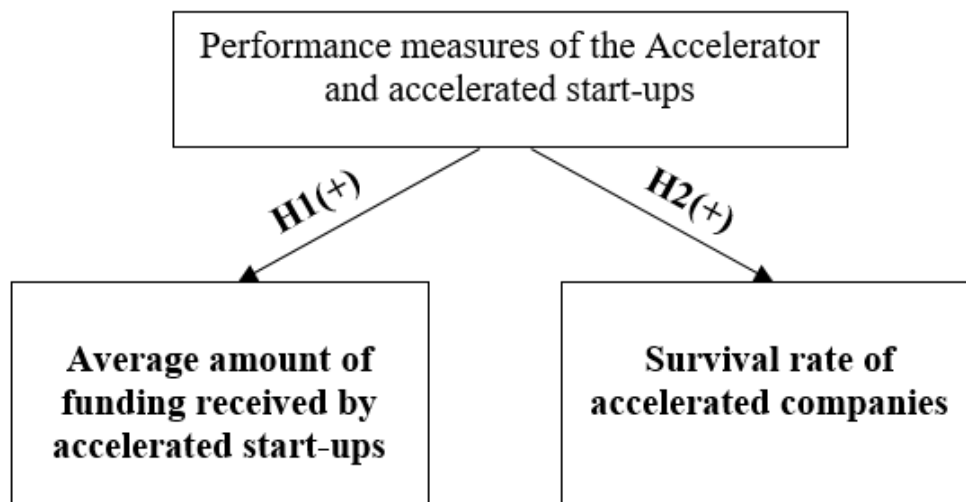 Performance measures of the Accelerator
and accelerated start-ups
H1(+)
H2(+)
Average amount of
funding received by
accelerated start-ups
Survival rate of
accelerated companies